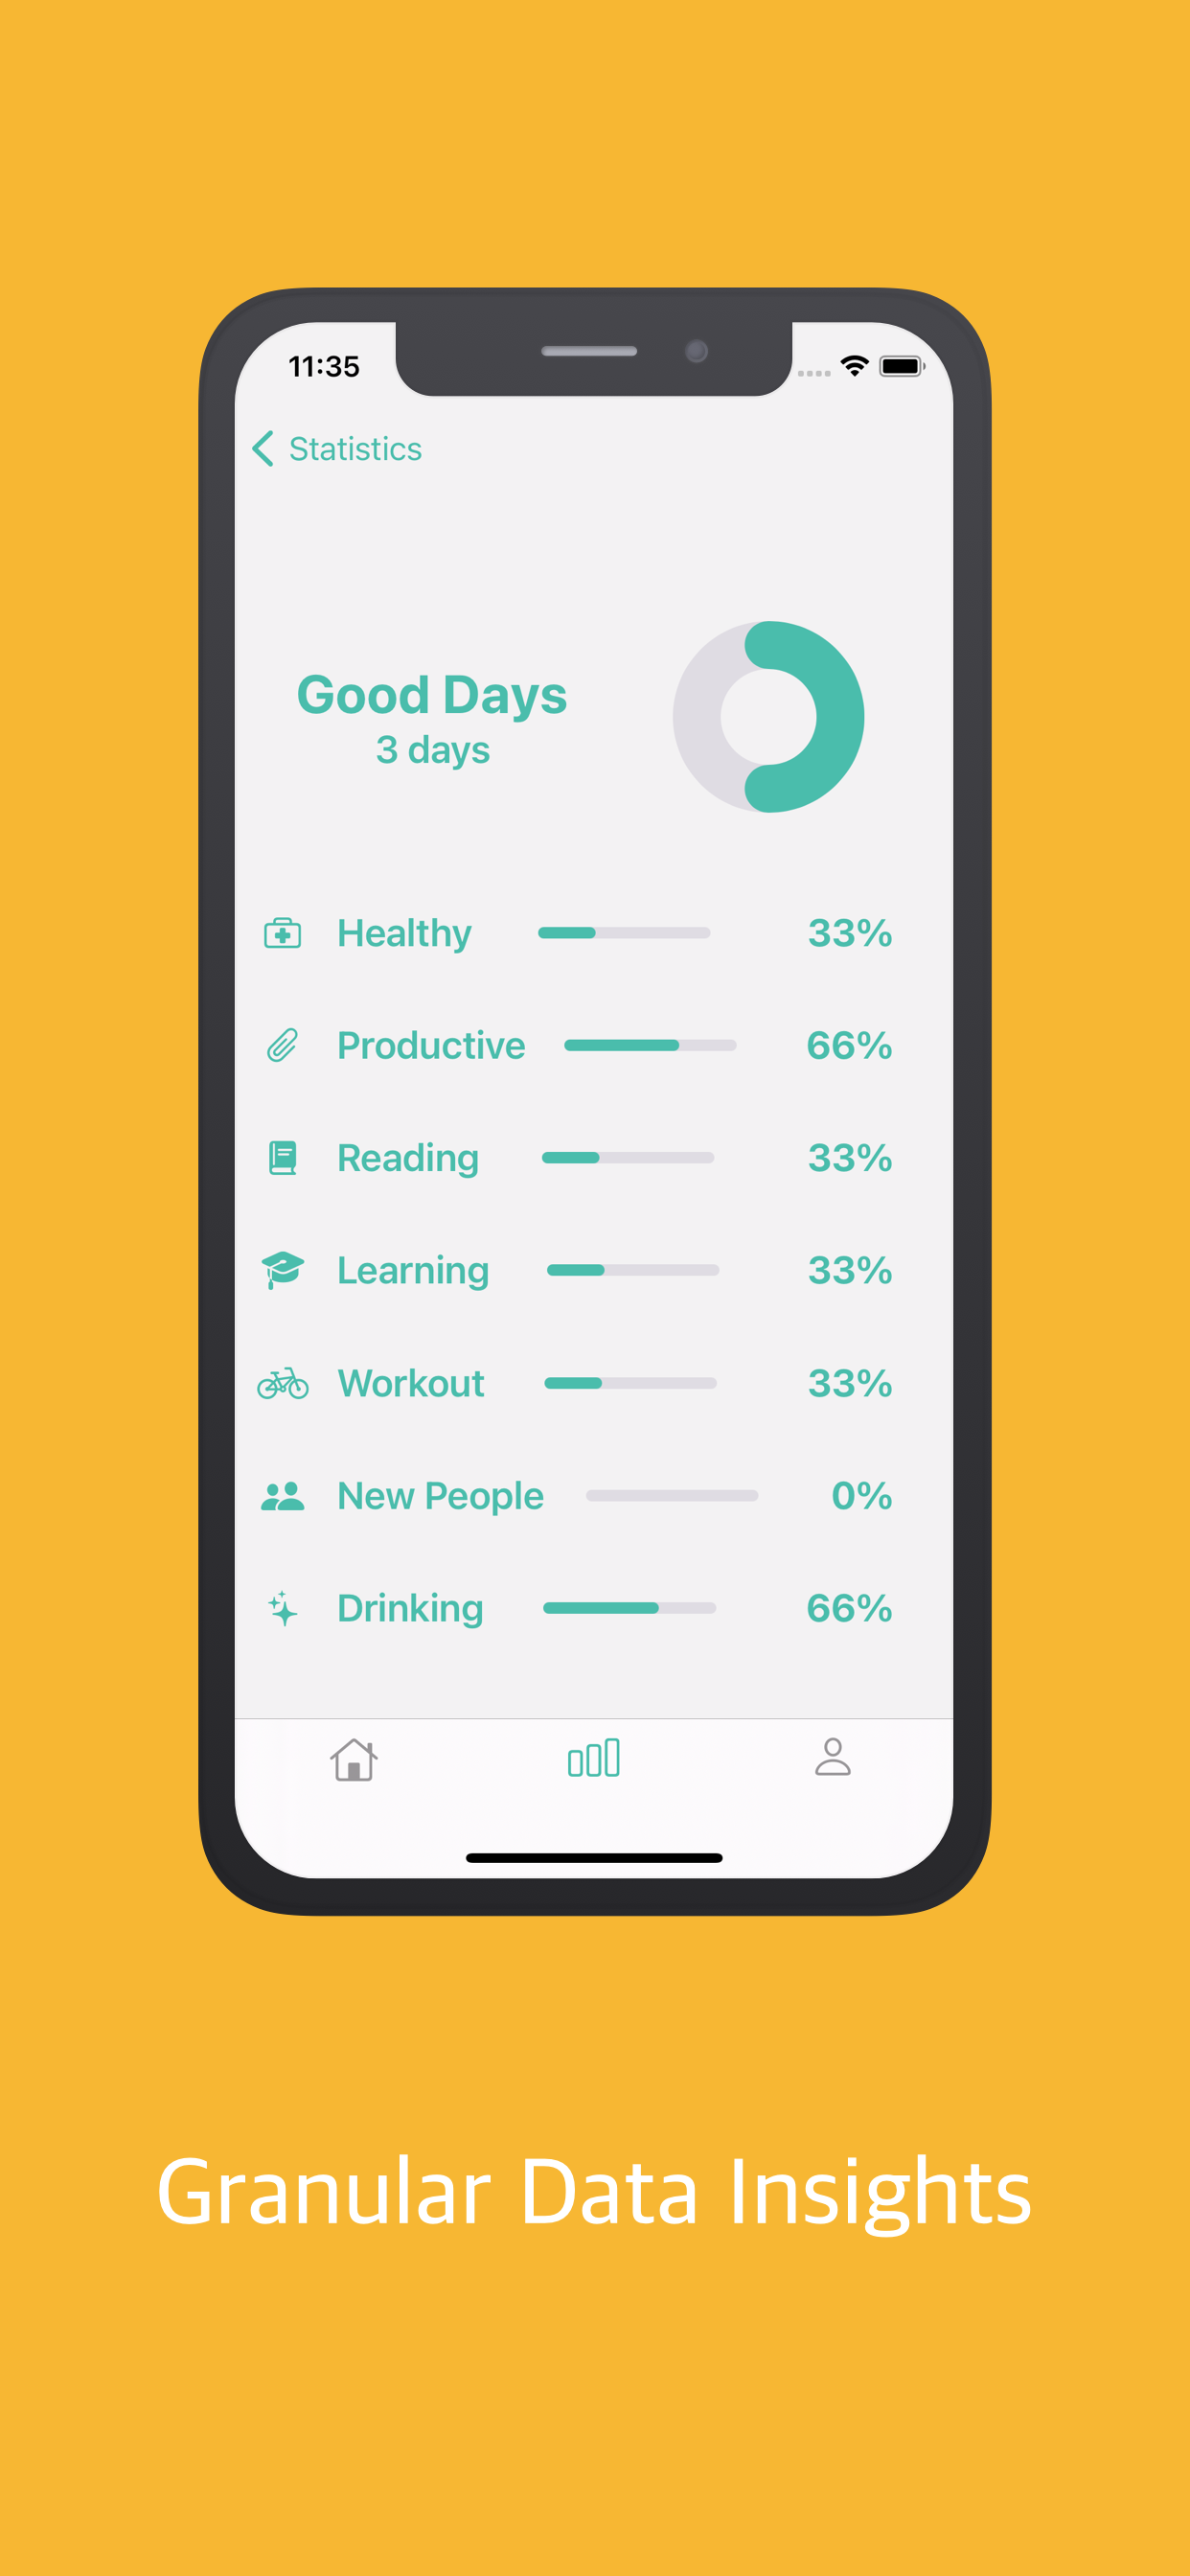 11:35
Statistics
Good Days
3 days
Healthy 33%
Productive 66%
Reading 33%
Learning 33%
Workout 33%
New People 0%
Drinking 66%
Granular Data Insights